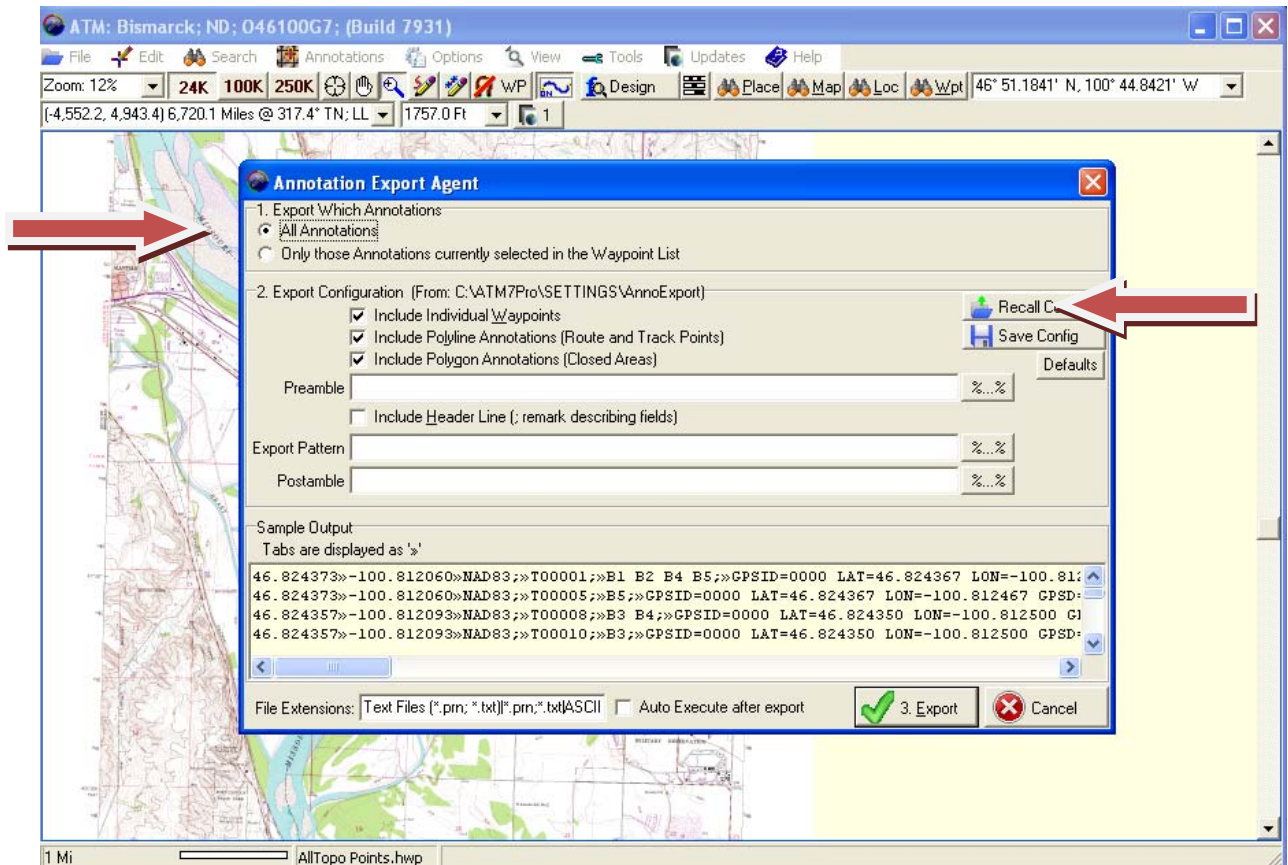 ATM: Bismarck; ND; O46100G7; (Build 7931)
File Edit Search Annotations Options View Tools Updates Help
Zoom: 12% 24K 100K 250K WP Design Place Map Loc Wpt 46° 51.1841' N, 100° 44.8421' W
(-4,552.2, 4,943.4) 6,720.1 Miles @ 317.4° TN; LL 1757.0 Ft 1
Annotation Export Agent
1. Export Which Annotations
All Annotations
Only those Annotations currently selected in the Waypoint List
2. Export Configuration (From: C:\ATM7Pro\SETTINGS\AnnoExport)
Recall
Include Individual Waypoints
Include Polyline Annotations (Route and Track Points)
Save Config
Include Polygon Annotations (Closed Areas)
Defaults
Preamble %...%
Include Header Line (; remark describing fields)
Export Pattern %...%
Postamble %...%
Sample Output
Tabs are displayed as '»'
46.824373»-100.812060»NAD83;»T00001;»B1 B2 B4 B5;»GPSID=0000 LAT=46.824367 LON=-100.81
46.824373»-100.812060»NAD83;»T00005;»B5;»GPSID=0000 LAT=46.824367 LON=-100.812467 GPSD=
46.824357»-100.812093»NAD83;»T00008;»B3 B4;»GPSID=0000 LAT=46.824350 LON=-100.812500
46.824357»-100.812093»NAD83;»T00010;»B3;»GPSID=0000 LAT=46.824350 LON=-100.812500 GPSD=
File Extensions: Text Files (*.prn; *.txt)|*.prn;*.txt|ASCII Auto Execute after export 3. Export Cancel
1 Mi AllTopo Points.hwp